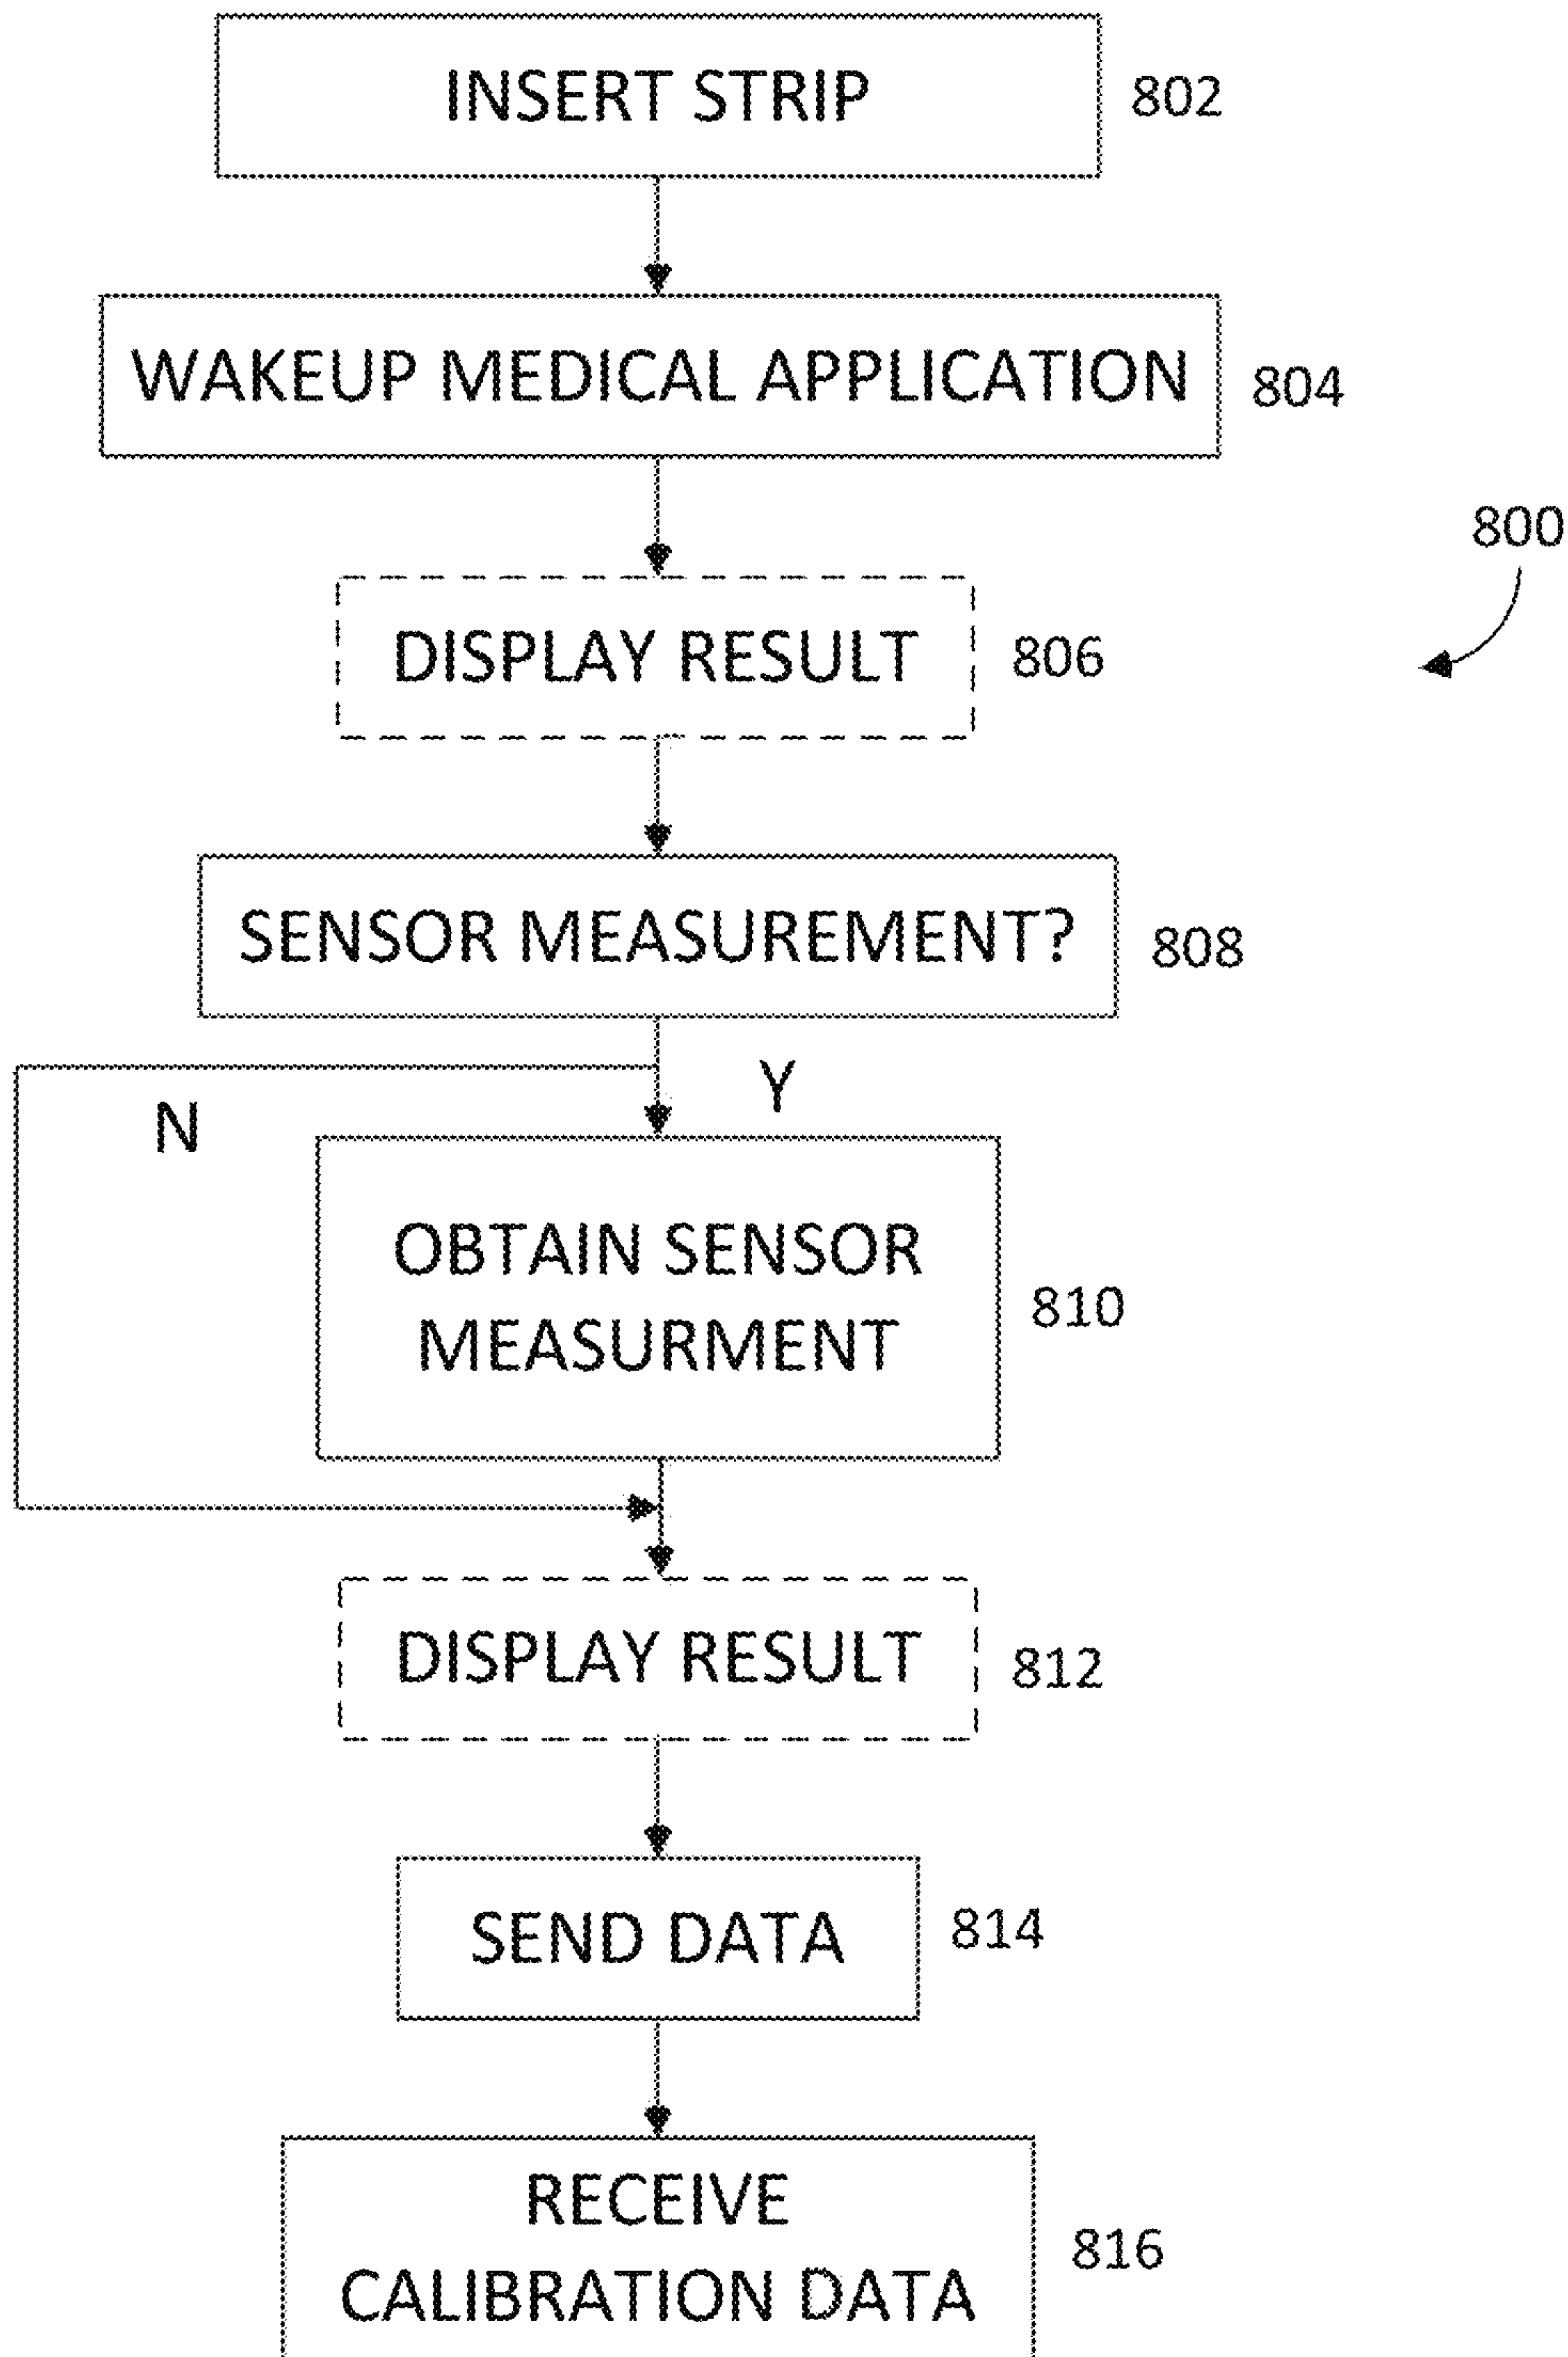 INSERT STRIP
802
WAKEUP MEDICAL APPLICATION
804
800
DISPLAY RESULT
806
SENSOR MEASUREMENT?
808
Y
N
OBTAIN SENSOR
MEASURMENT
810
DISPLAY RESULT
812
SEND DATA
814
RECEIVE
CALIBRATION DATA
816